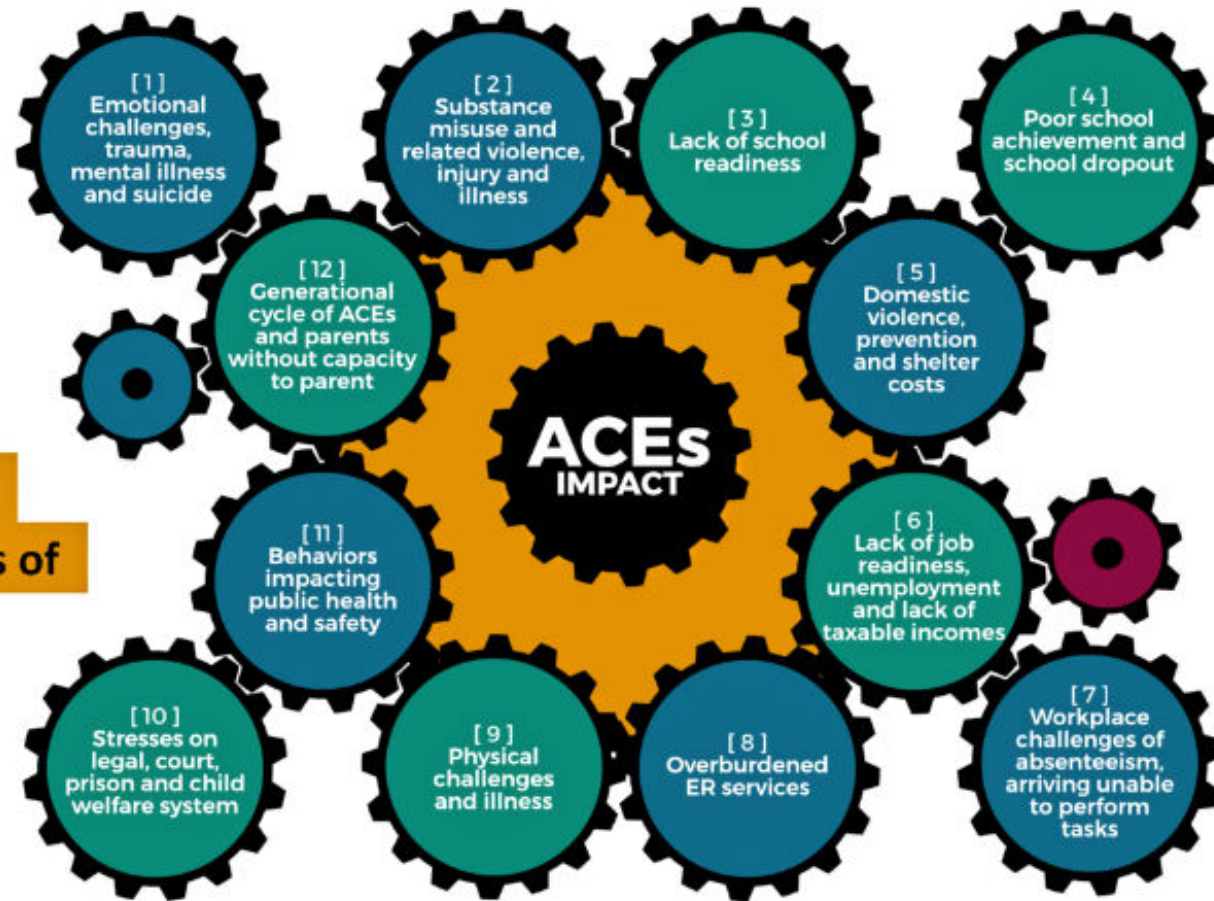 [ 1 ]
Emotional
challenges,
trauma,
mental illness
and suicide
[ 2 ]
Substance
misuse and
related violence,
injury and
illness
[ 3 ]
Lack of school
readiness
[ 4 ]
Poor school
achievement and
school dropout
[ 5 ]
Domestic
violence,
prevention
and shelter
costs
[ 6 ]
Lack of job
readiness,
unemployment
and lack of
taxable incomes
[ 7 ]
Workplace
challenges of
absenteeism,
arriving unable
to perform
tasks
[ 8 ]
Overburdened
ER services
[ 9 ]
Physical
challenges
and illness
[ 10 ]
Stresses on
legal, court,
prison and child
welfare system
[ 11 ]
Behaviors
impacting
public health
and safety
[ 12 ]
Generational
cycle of ACEs
and parents
without capacity
to parent
ACEs
IMPACT
s of